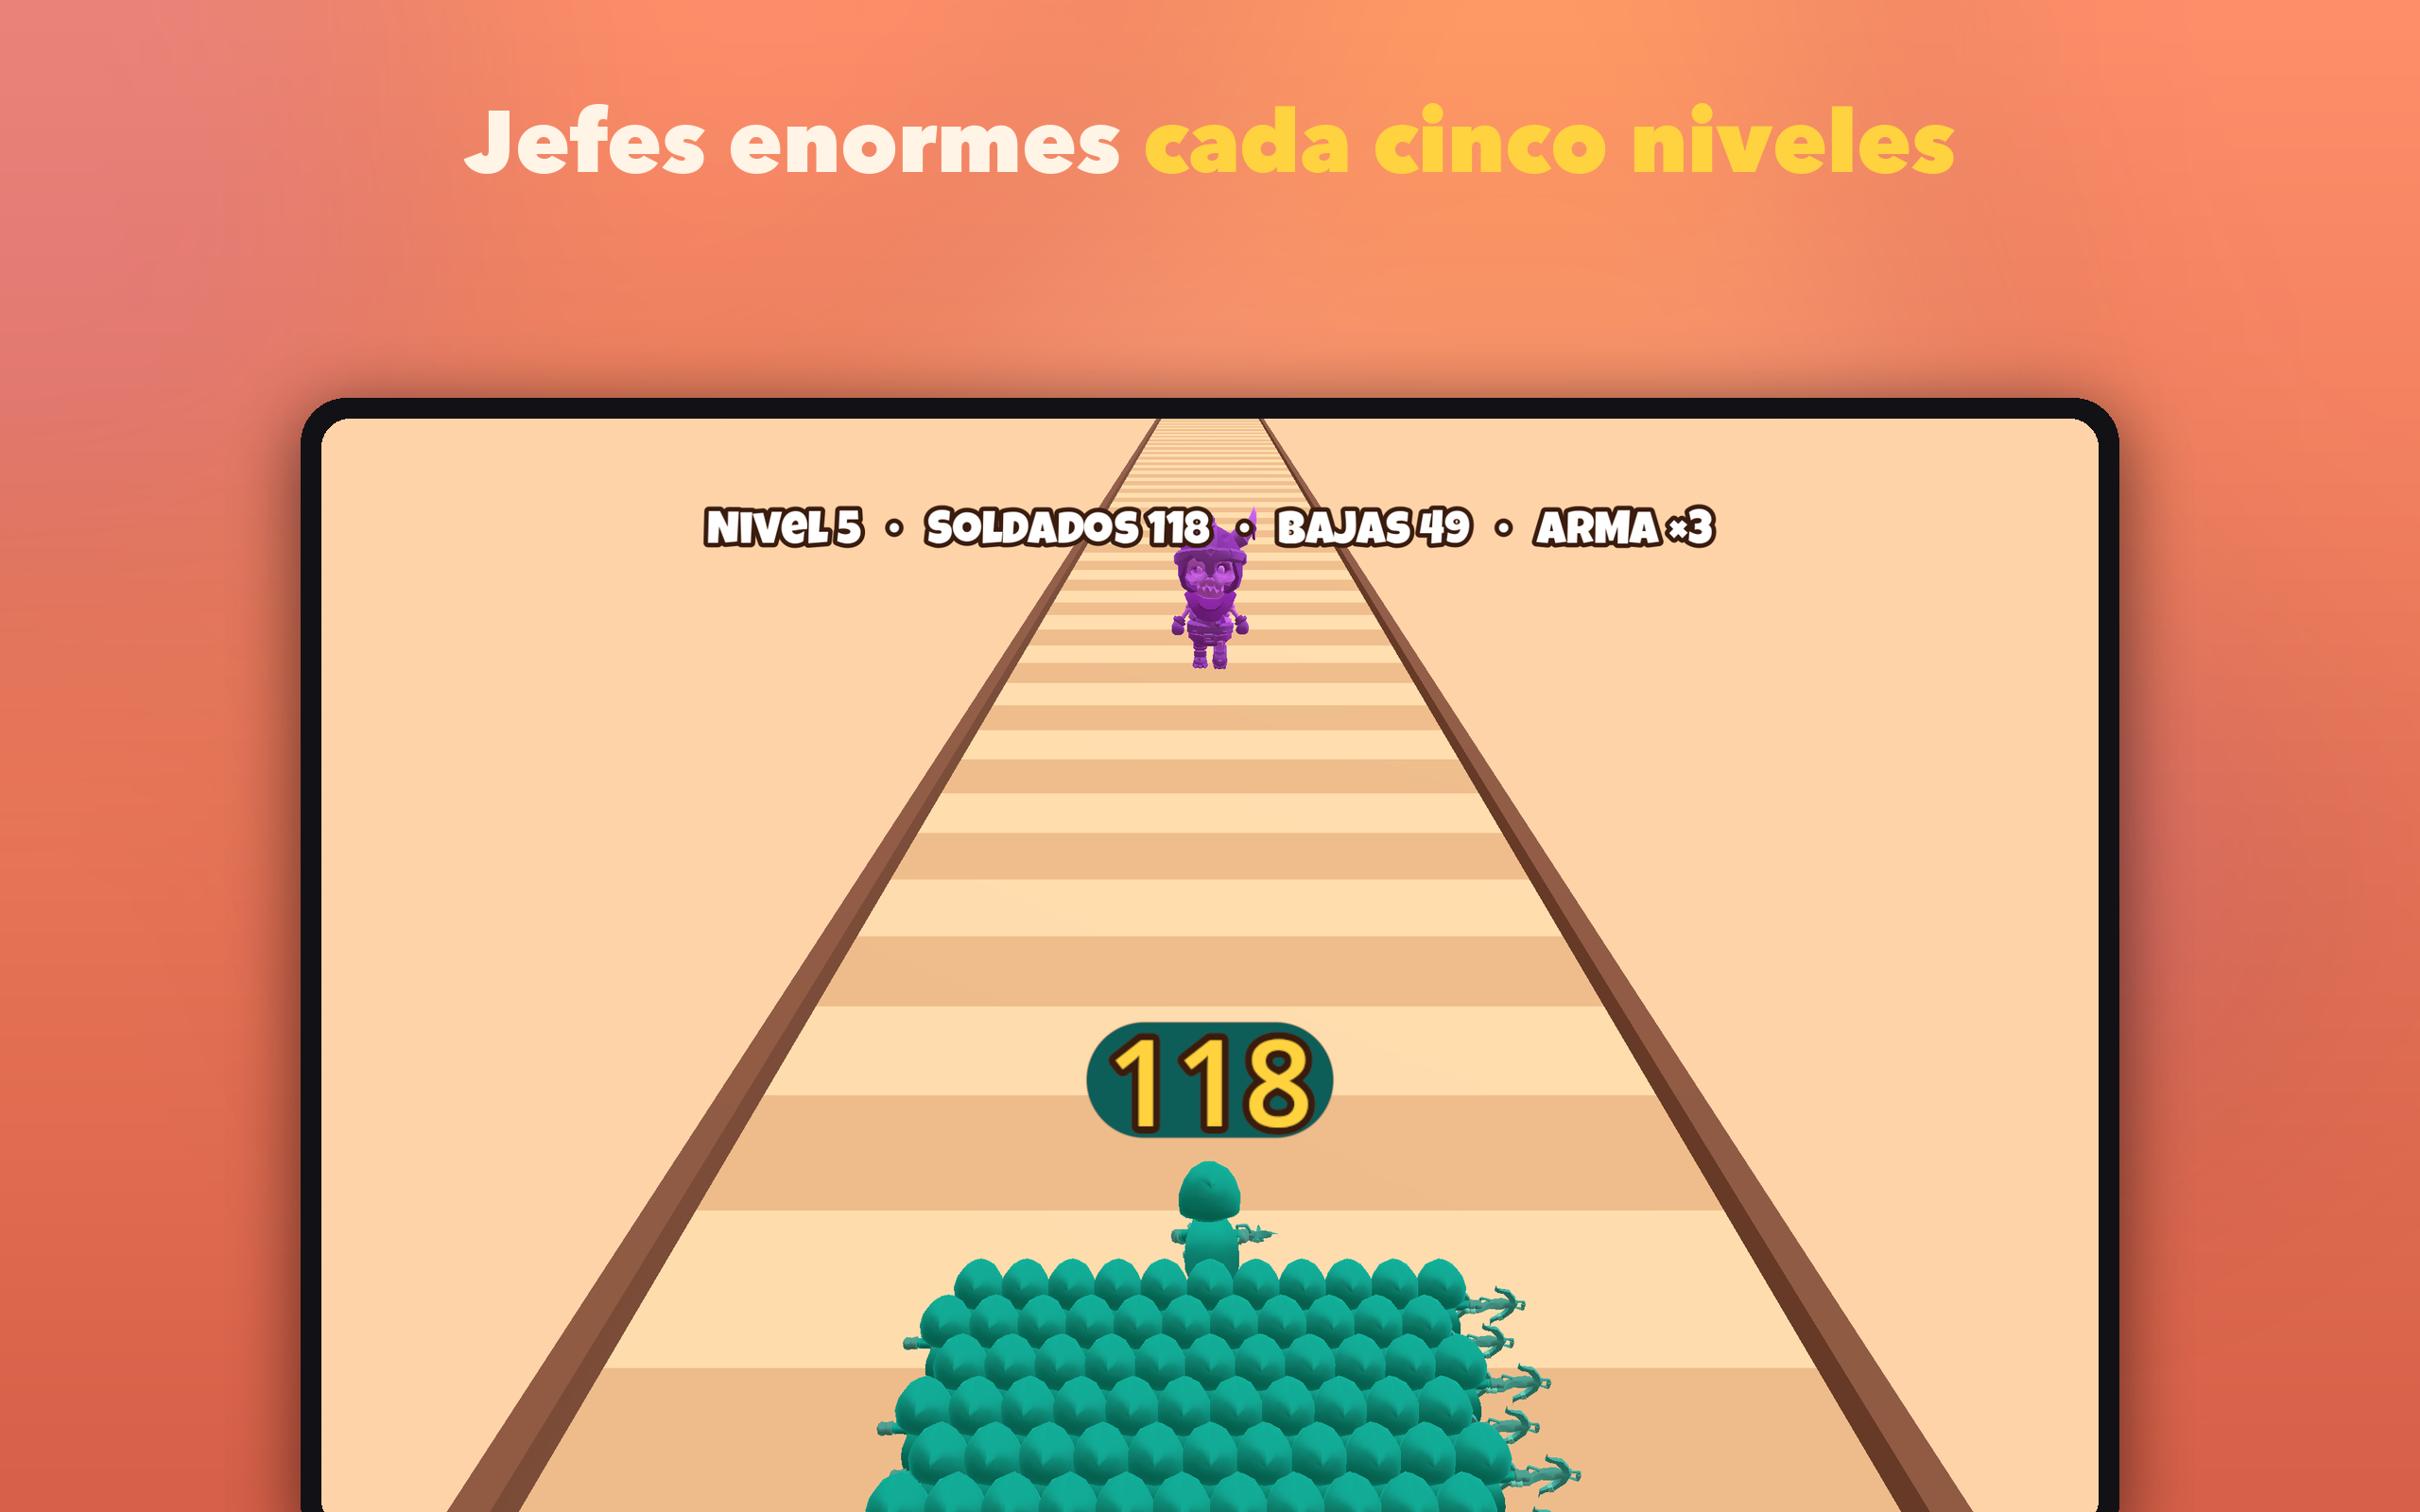 Jefes enormes cada cinco niveles
NIVEL 5 • SOLDADOS 118 • BAJAS 49 • ARMA ×3
118